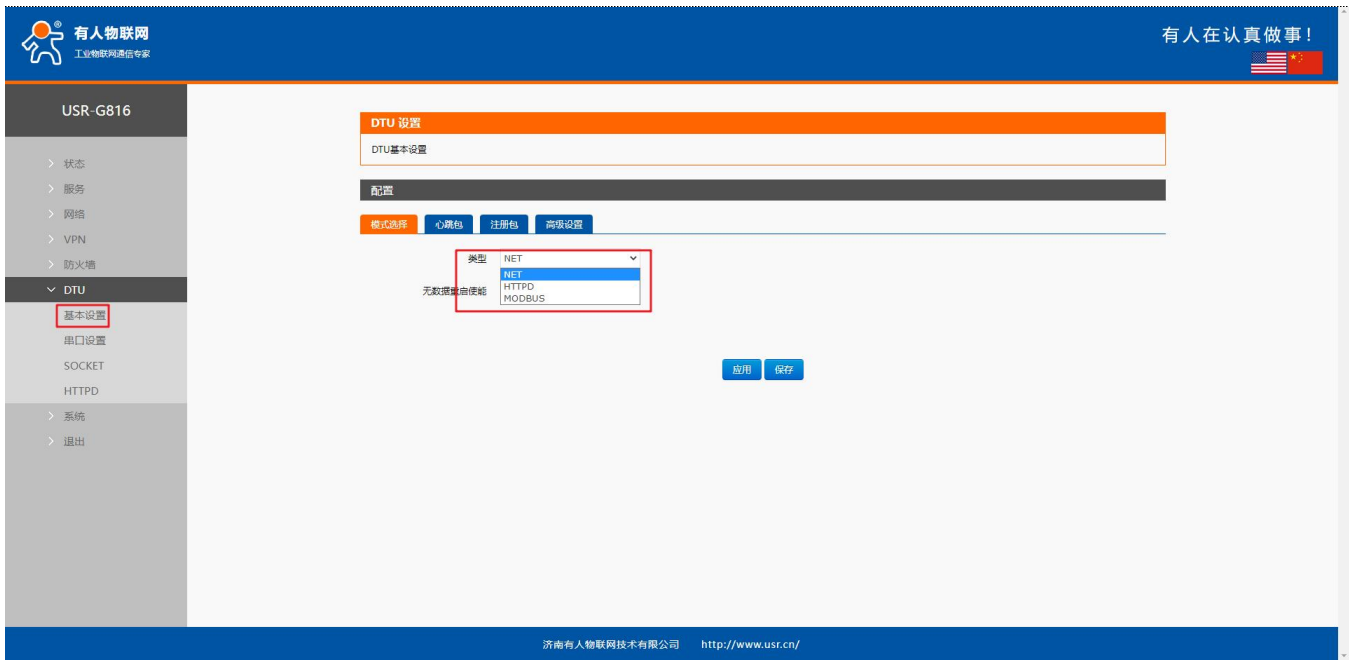 有人物联网
工业物联网通信专家
有人在认真做事！
USR-G816
状态
服务
网络
VPN
防火墙
DTU
基本设置
串口设置
SOCKET
HTTPD
系统
退出
DTU 设置
DTU基本设置
配置
模式选择 心跳包 注册包 高级设置
类型 NET
NET
HTTPD
MODBUS
无数据重启使能
应用 保存
济南有人物联网技术有限公司 http://www.usr.cn/